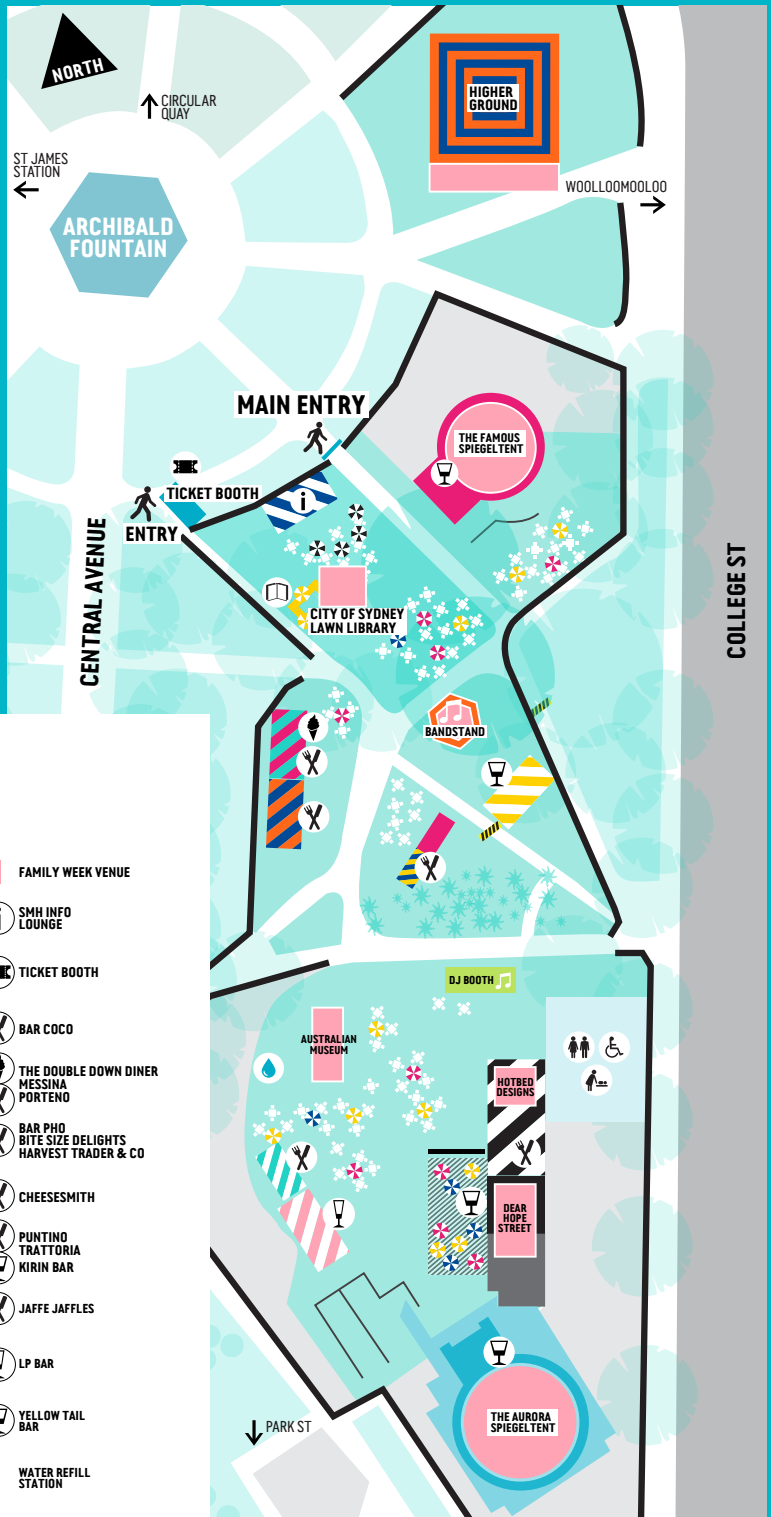 NORTH
CIRCULAR
QUAY
ST JAMES
STATION
ARCHIBALD
FOUNTAIN
HIGHER
GROUND
WOOLLOOMOOLOO
MAIN ENTRY
THE FAMOUS
SPIEGELTENT
TICKET BOOTH
ENTRY
i
CENTRAL AVENUE
COLLEGE ST
CITY OF SYDNEY
LAWN LIBRARY
BANDSTAND
DJ BOOTH
AUSTRALIAN
MUSEUM
HOTBED
DESIGNS
DEAR
HOPE
STREET
THE AURORA
SPIEGELTENT
PARK ST
FAMILY WEEK VENUE
SMH INFO
LOUNGE
TICKET BOOTH
BAR COCO
THE DOUBLE DOWN DINER
MESSINA
PORTENO
BAR PHO
BITE SIZE DELIGHTS
HARVEST TRADER & CO
CHEESESMITH
PUNTINO
TRATTORIA
KIRIN BAR
JAFFE JAFFLES
LP BAR
YELLOW TAIL
BAR
WATER REFILL
STATION